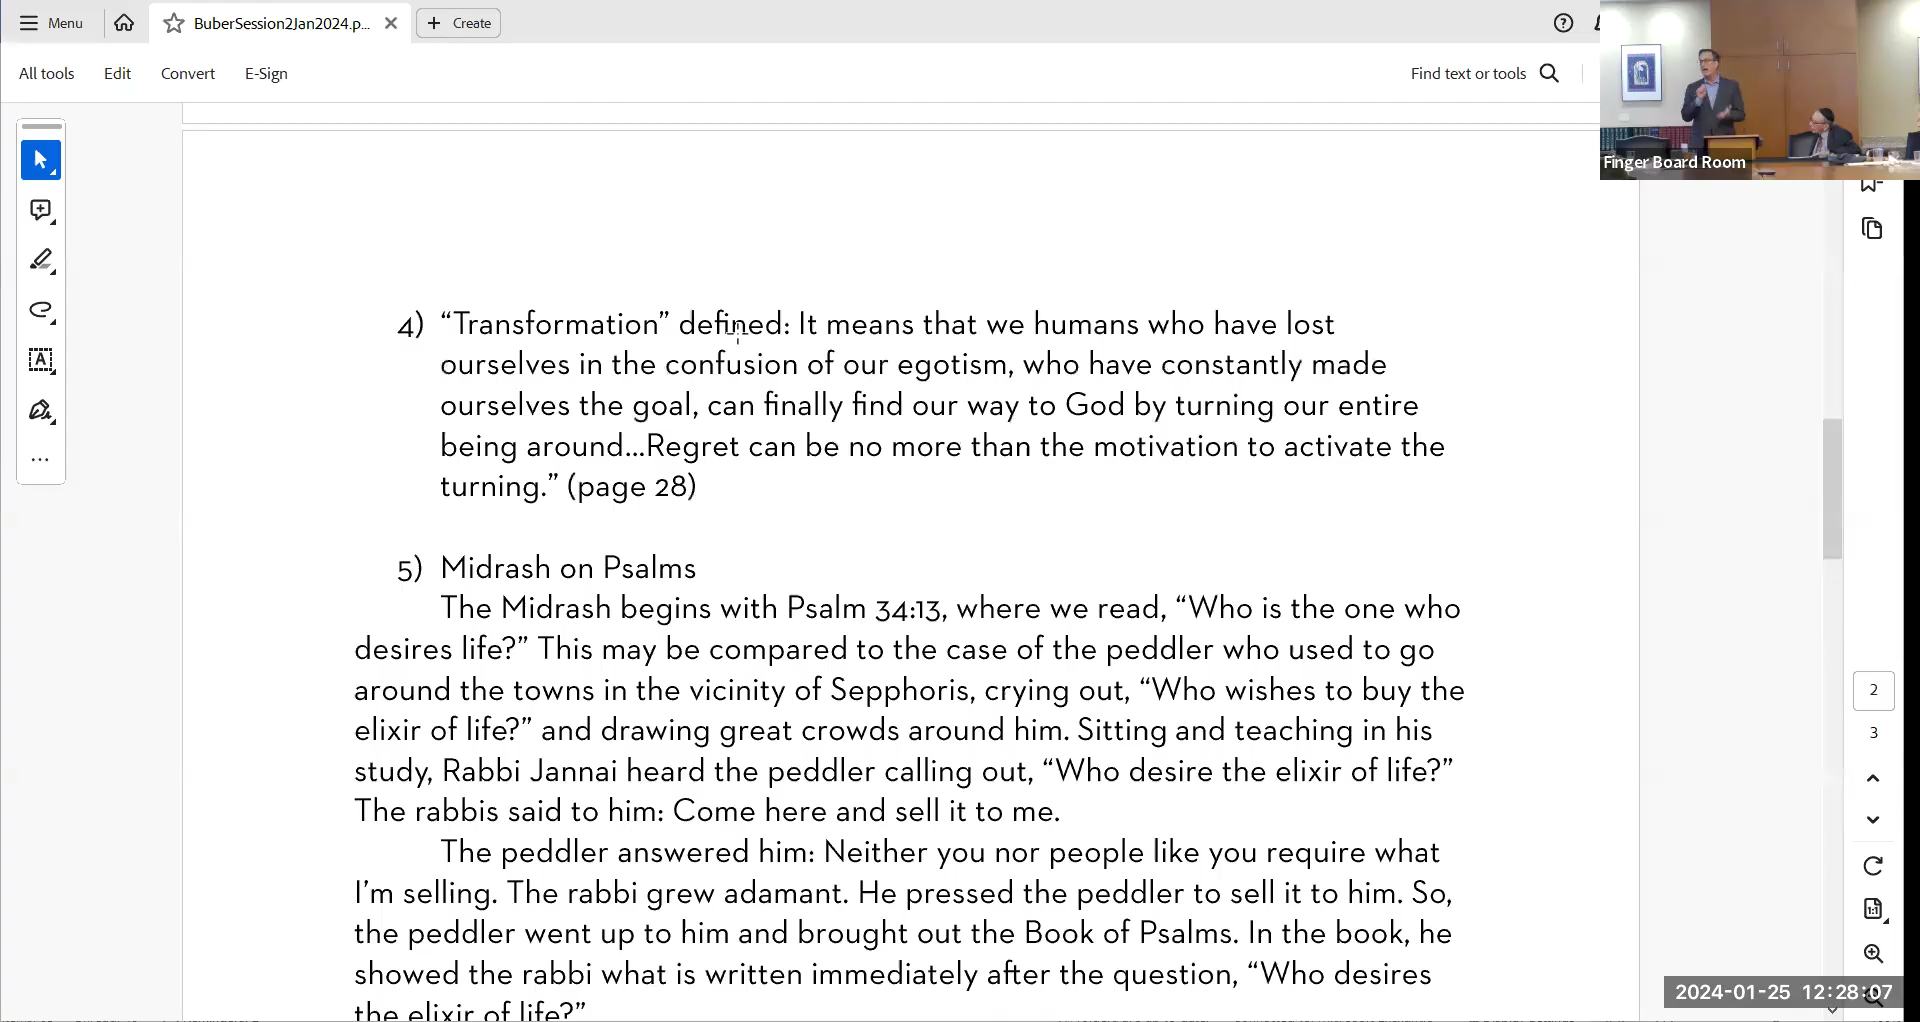 Menu
BuberSession2Jan2024.p...
Create
All tools
Edit
Convert
E-Sign
Find text or tools
Finger Board Room
4) “Transformation” defined: It means that we humans who have lost
ourselves in the confusion of our egotism, who have constantly made
ourselves the goal, can finally find our way to God by turning our entire
being around...Regret can be no more than the motivation to activate the
turning.” (page 28)
5) Midrash on Psalms
The Midrash begins with Psalm 34:13, where we read, “Who is the one who
desires life?” This may be compared to the case of the peddler who used to go
around the towns in the vicinity of Sepphoris, crying out, “Who wishes to buy the
elixir of life?” and drawing great crowds around him. Sitting and teaching in his
study, Rabbi Jannai heard the peddler calling out, “Who desire the elixir of life?”
The rabbis said to him: Come here and sell it to me.
The peddler answered him: Neither you nor people like you require what
I’m selling. The rabbi grew adamant. He pressed the peddler to sell it to him. So,
the peddler went up to him and brought out the Book of Psalms. In the book, he
showed the rabbi what is written immediately after the question, “Who desires
the elixir of life?”
2
3
1:1
2024-01-25 12:28:07